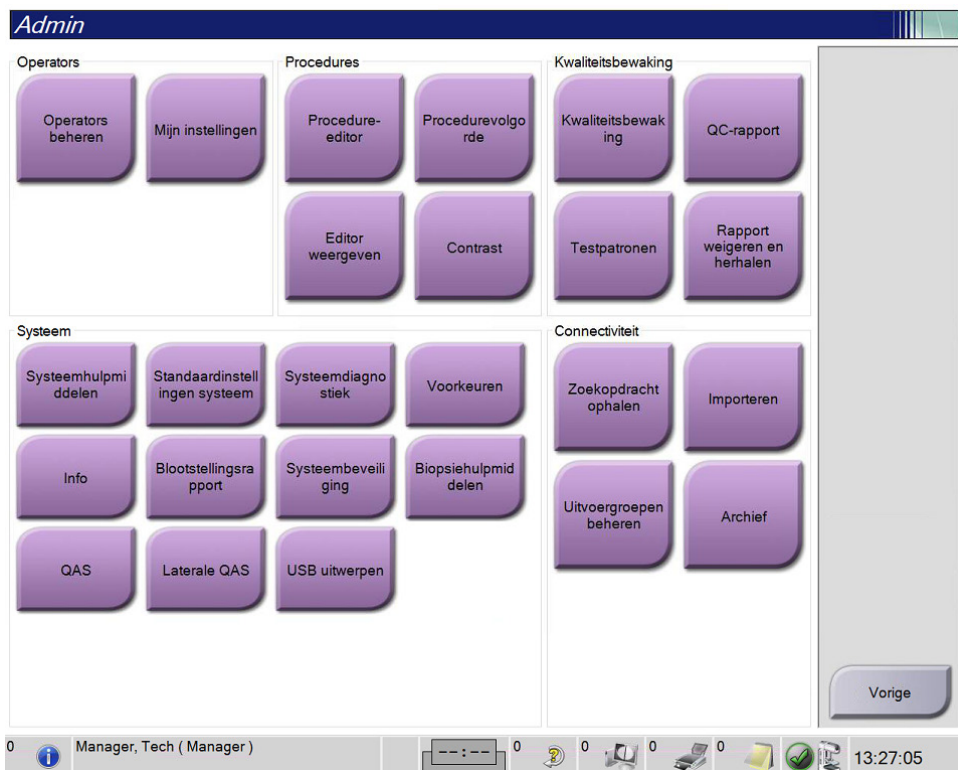 Admin
Operators
Operators
beheren
Mijn instellingen
Procedures
Procedure-
editor
Procedurevolgo
rde
Editor
weergeven
Contrast
Kwaliteitsbewaking
Kwaliteitsbewak
ing
QC-rapport
Testpatronen
Rapport
weigeren en
herhalen
Systeem
Systeemhulpmi
ddelen
Standaardinstell
ingen systeem
Systeemdiagno
stiek
Voorkeuren
Info
Blootstellingsra
pport
Systeembeveili
ging
Biopsiehulpmid
delen
QAS
Laterale QAS
USB uitwerpen
Connectiviteit
Zoekopdracht
ophalen
Importeren
Uitvoergroepen
beheren
Archief
Vorige
0
Manager, Tech ( Manager )
--:--
0
0
0
0
13:27:05